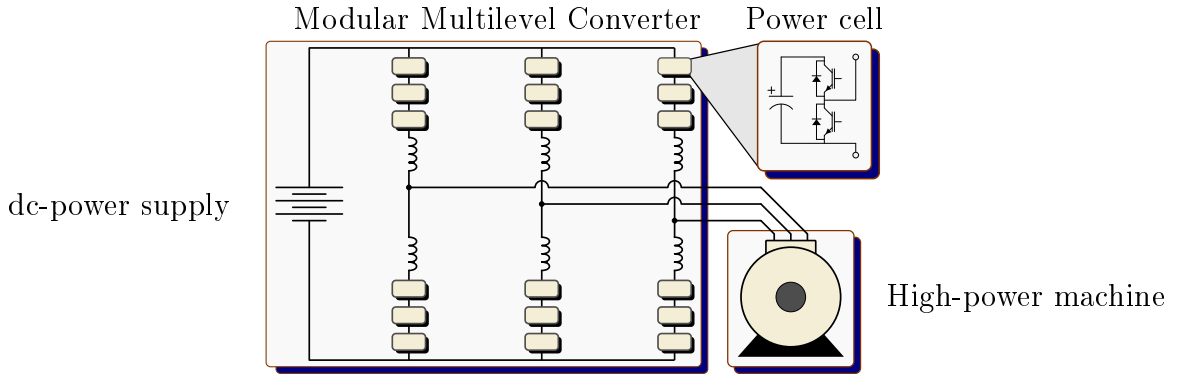 Modular Multilevel Converter
Power cell
+
dc-power supply
High-power machine